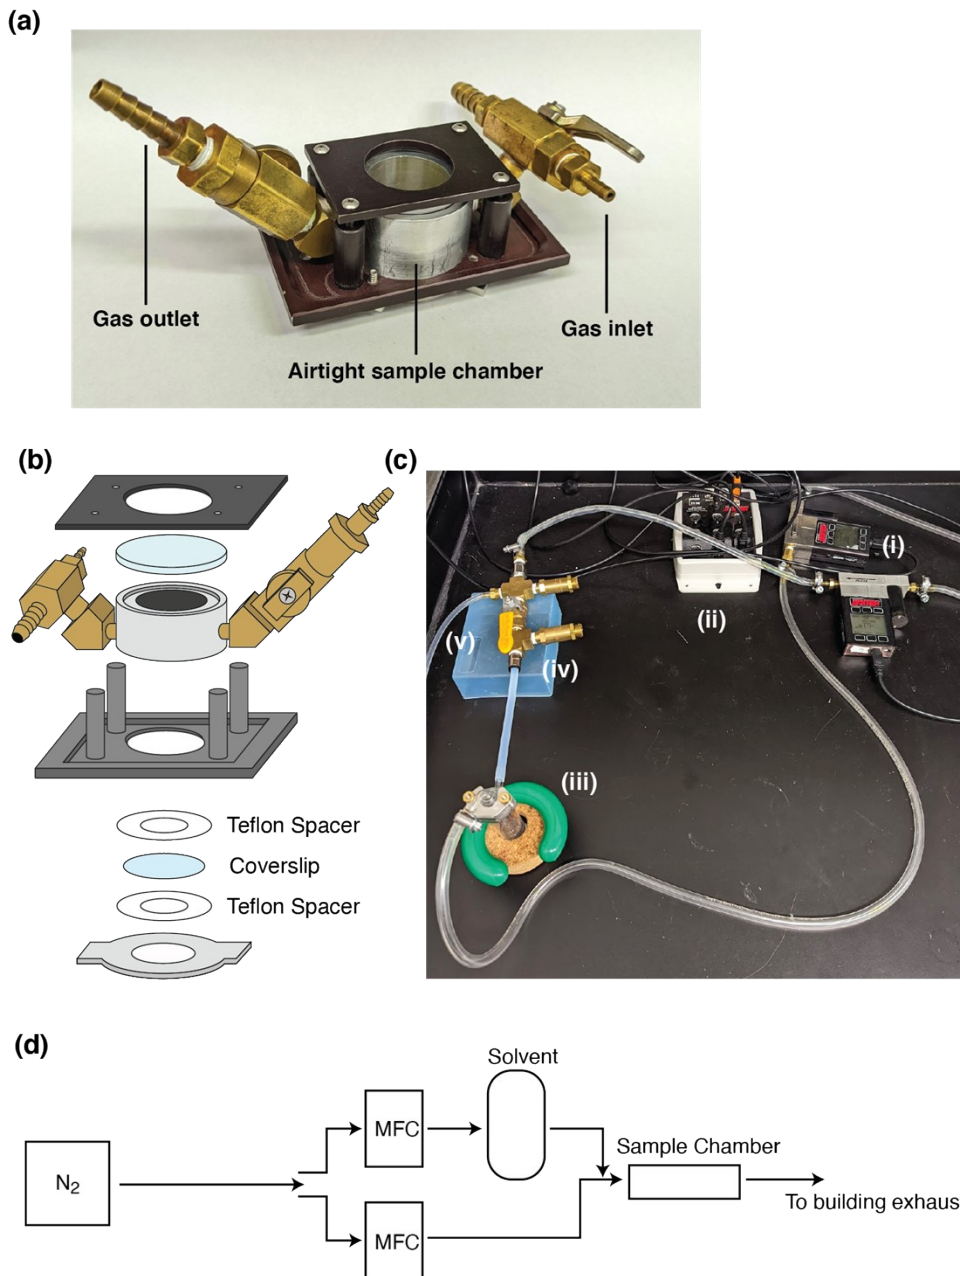 (a)
Gas outlet
Gas inlet
Airtight sample chamber
(b)
Teflon Spacer
Coverslip
Teflon Spacer
(c)
(i)
(ii)
(v)
(iv)
(iii)
(d)
Solvent
MFC
Sample Chamber
N2
To building exhaus
MFC